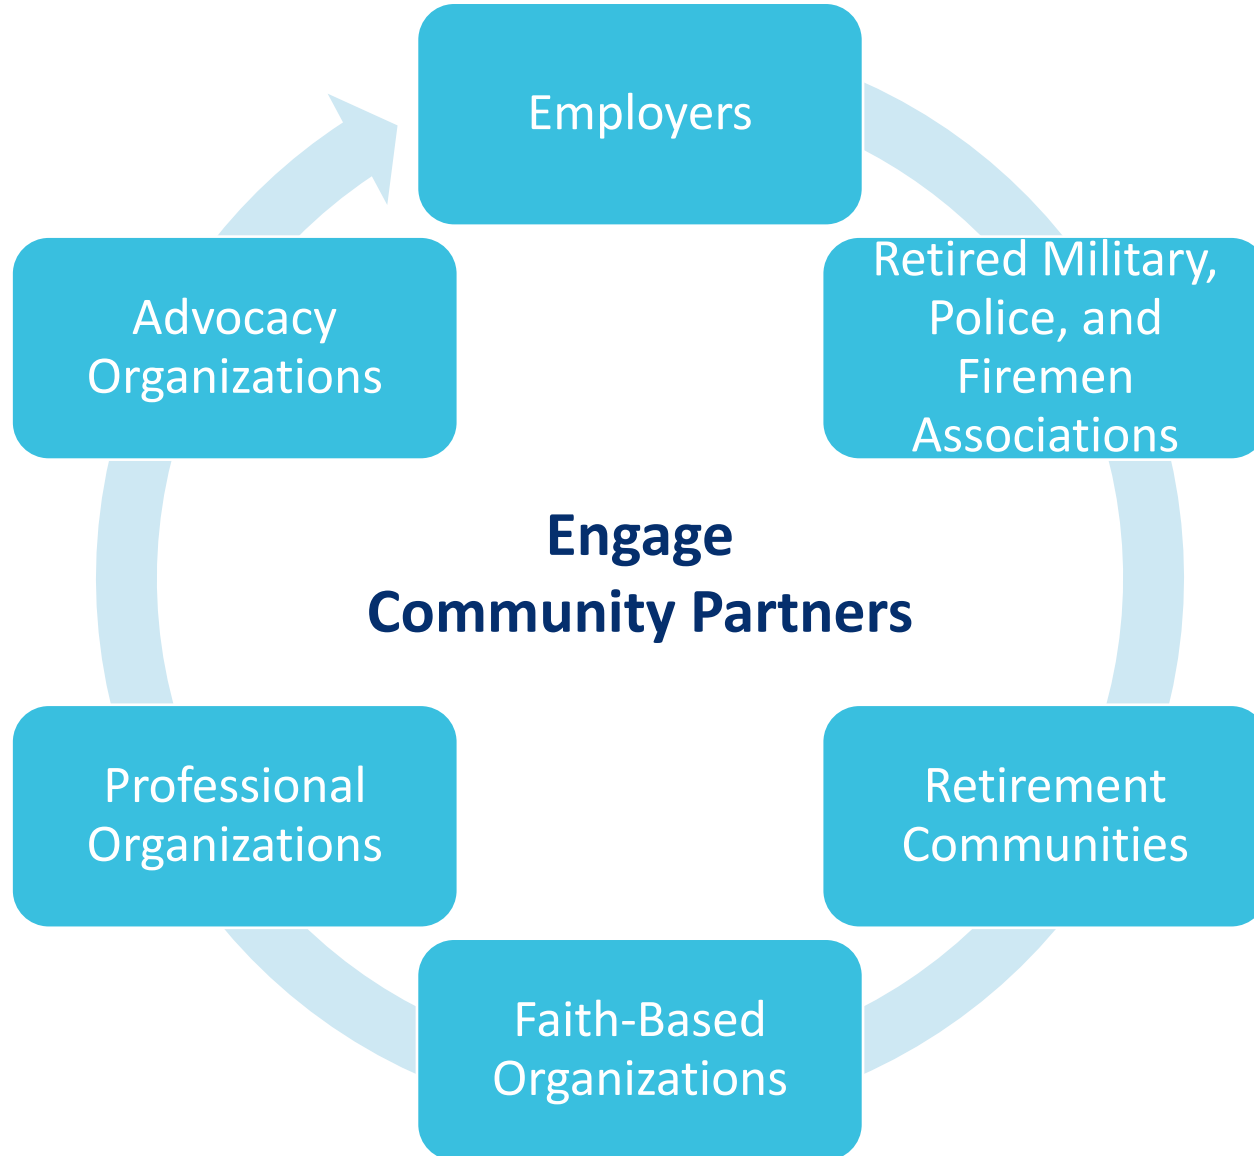 Employers
Retired Military,
Police, and
Firemen
Associations
Advocacy
Organizations
Engage
Community Partners
Professional
Organizations
Retirement
Communities
Faith-Based
Organizations